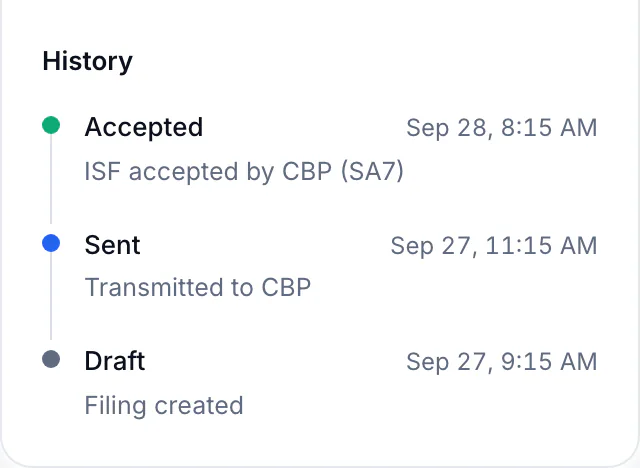 History
Accepted Sep 28, 8:15 AM
ISF accepted by CBP (SA7)
Sent Sep 27, 11:15 AM
Transmitted to CBP
Draft Sep 27, 9:15 AM
Filing created